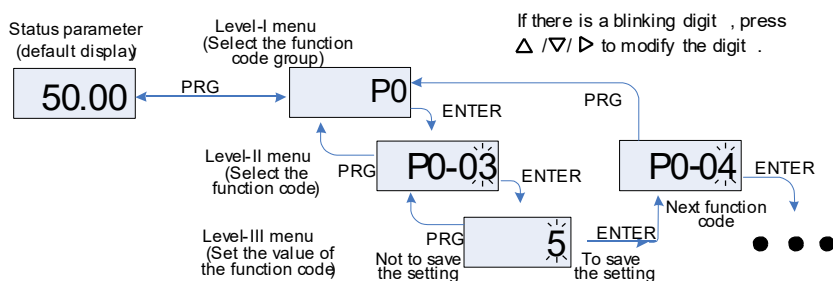 Status parameter
(default display)
50.00
PRG
Level-I menu
(Select the function
code group)
P0
ENTER
If there is a blinking digit , press
△ /▽/ ▷ to modify the digit .
PRG
Level-II menu
(Select the
function code)
PRG
P0-03
ENTER
P0-04
ENTER
Next function
code
Level-III menu
(Set the value of
the function code)
PRG
Not to save
the setting
5
ENTER
To save
the setting